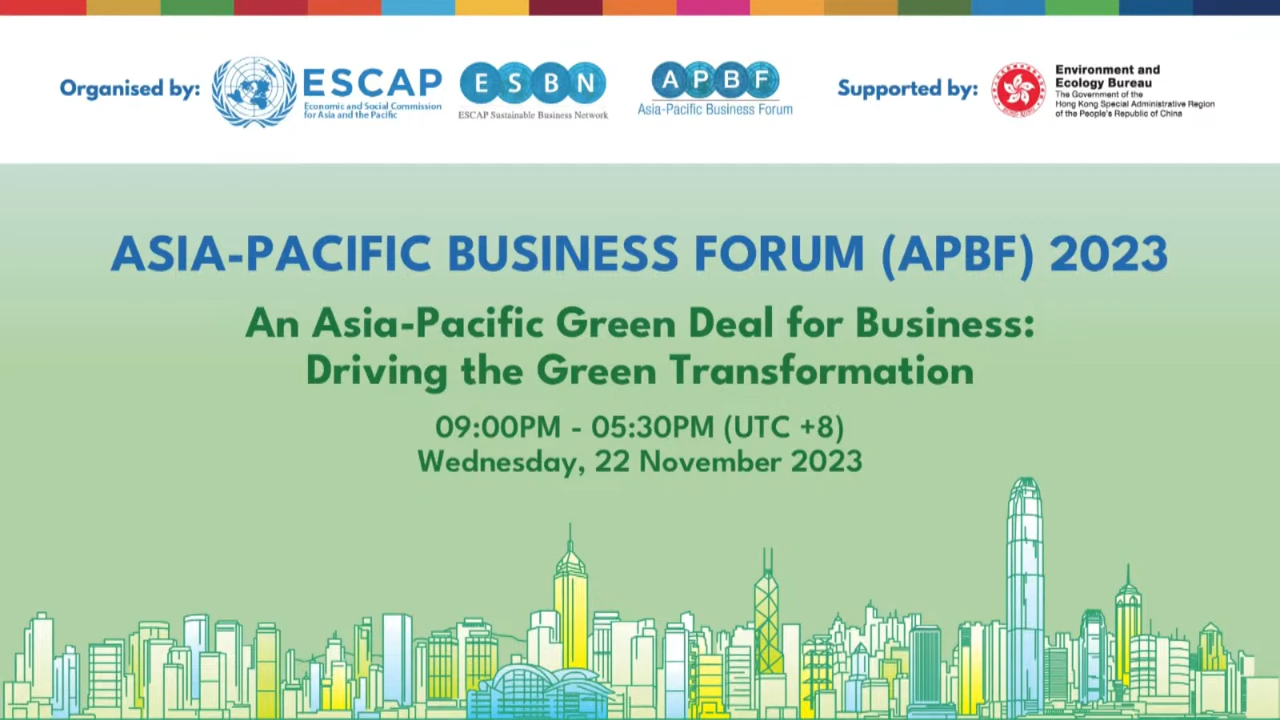 Organised by:
ESCAP
Economic and Social Commission
for Asia and the Pacific
ESBN
ESCAP Sustainable Business Network
APBF
Asia-Pacific Business Forum
Supported by:
Environment and
Ecology Bureau
The Government of the
Hong Kong Special Administrative Region
of the People's Republic of China
ASIA-PACIFIC BUSINESS FORUM (APBF) 2023
An Asia-Pacific Green Deal for Business:
Driving the Green Transformation
09:00PM - 05:30PM (UTC +8)
Wednesday, 22 November 2023